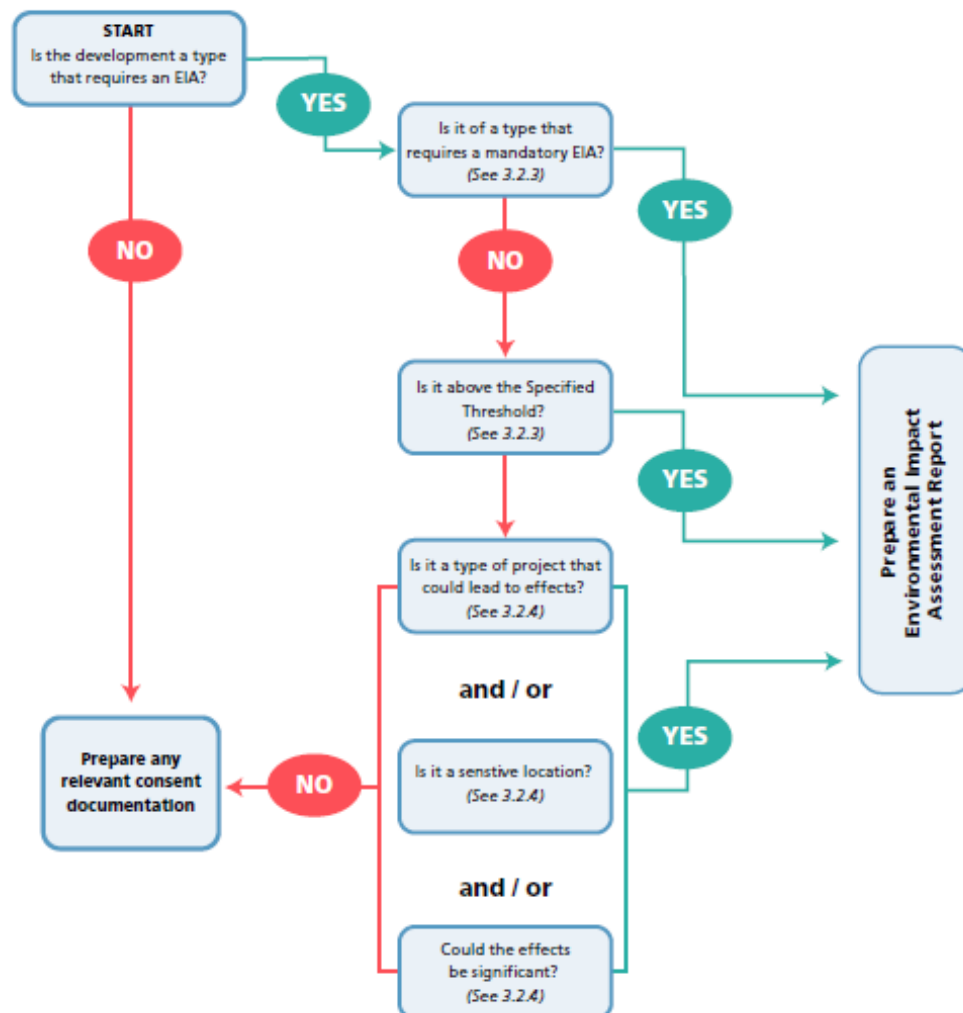 START
Is the development a type
that requires an EIA?
YES
Is it of a type that
requires a mandatory EIA?
(See 3.2.3)
YES
NO
NO
Is it above the Specified
Threshold?
(See 3.2.3)
YES
Prepare an
Environmental Impact
Assessment Report
Is it a type of project that
could lead to effects?
(See 3.2.4)
and / or
Prepare any
relevant consent
documentation
NO
Is it a senstive location?
(See 3.2.4)
YES
and / or
Could the effects
be significant?
(See 3.2.4)